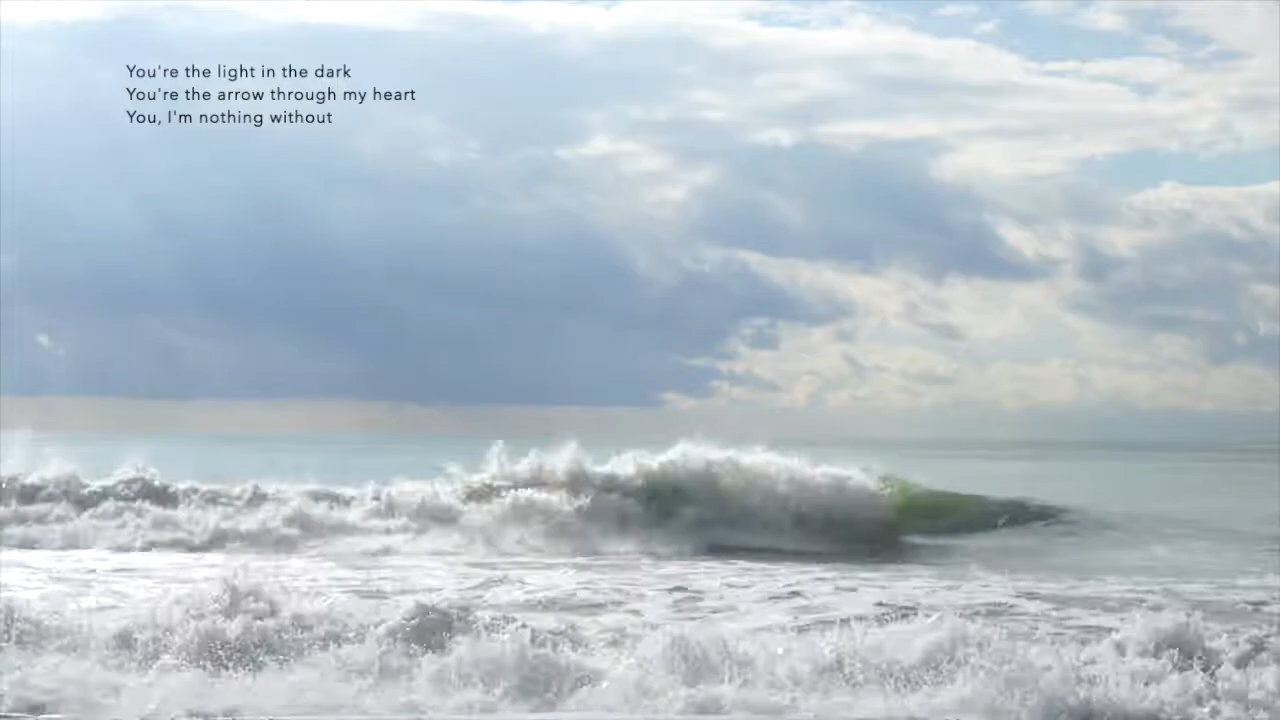 You're the light in the dark
You're the arrow through my heart
You, I'm nothing without